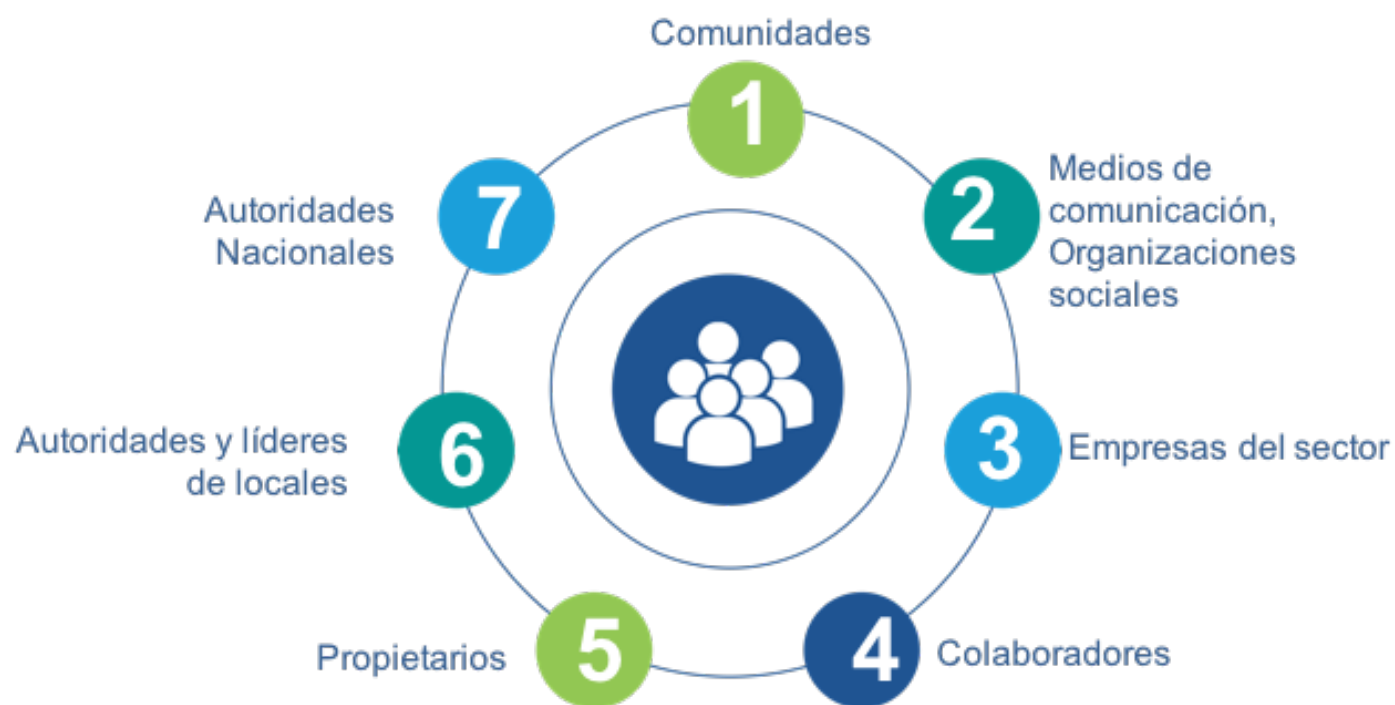 Comunidades
1
2
Medios de
comunicación,
Organizaciones
sociales
3
Empresas del sector
4
Colaboradores
5
Propietarios
6
Autoridades y líderes
de locales
7
Autoridades
Nacionales